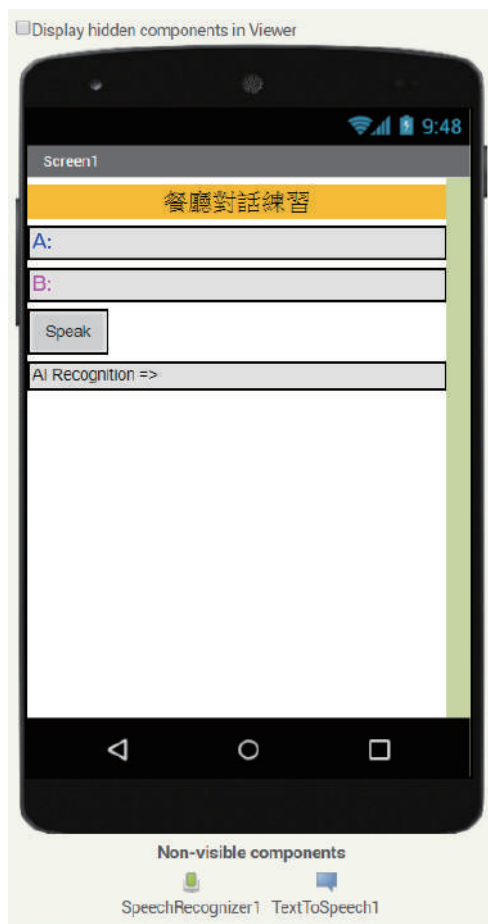 Display hidden components in Viewer
9:48
Screen1
餐廳對話練習
A:
B:
Speak
AI Recognition =>
Non-visible components
SpeechRecognizer1 TextToSpeech1